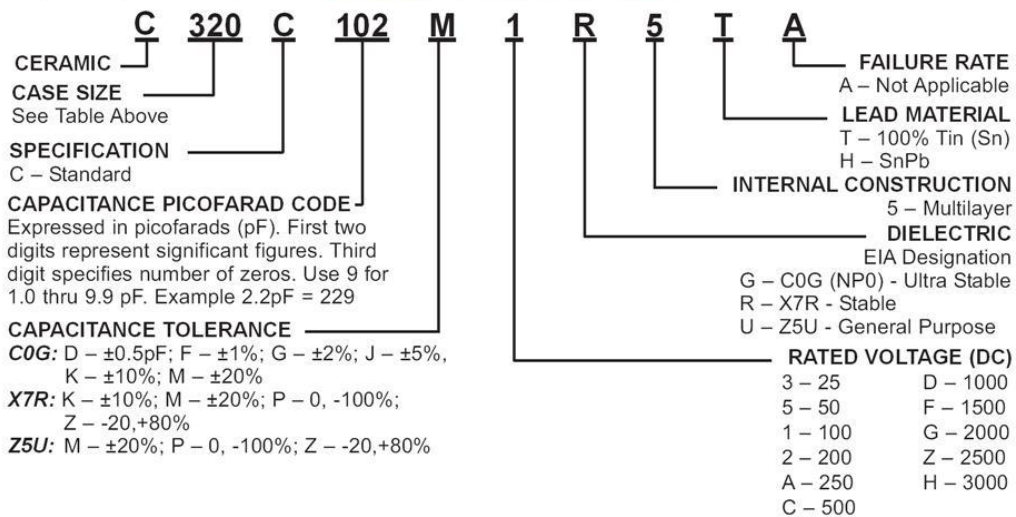 C 320 C 102 M 1 R 5 T A
CERAMIC
CASE SIZE
See Table Above
SPECIFICATION
C – Standard
CAPACITANCE PICOFARAD CODE
Expressed in picofarads (pF). First two
digits represent significant figures. Third
digit specifies number of zeros. Use 9 for
1.0 thru 9.9 pF. Example 2.2pF = 229
CAPACITANCE TOLERANCE
C0G: D – ±0.5pF; F – ±1%; G – ±2%; J – ±5%,
K – ±10%; M – ±20%
X7R: K – ±10%; M – ±20%; P – 0, -100%;
Z – -20,+80%
Z5U: M – ±20%; P – 0, -100%; Z – -20,+80%
FAILURE RATE
A – Not Applicable
LEAD MATERIAL
T – 100% Tin (Sn)
H – SnPb
INTERNAL CONSTRUCTION
5 – Multilayer
DIELECTRIC
EIA Designation
G – C0G (NP0) - Ultra Stable
R – X7R - Stable
U – Z5U - General Purpose
RATED VOLTAGE (DC)
3 – 25 D – 1000
5 – 50 F – 1500
1 – 100 G – 2000
2 – 200 Z – 2500
A – 250 H – 3000
C – 500